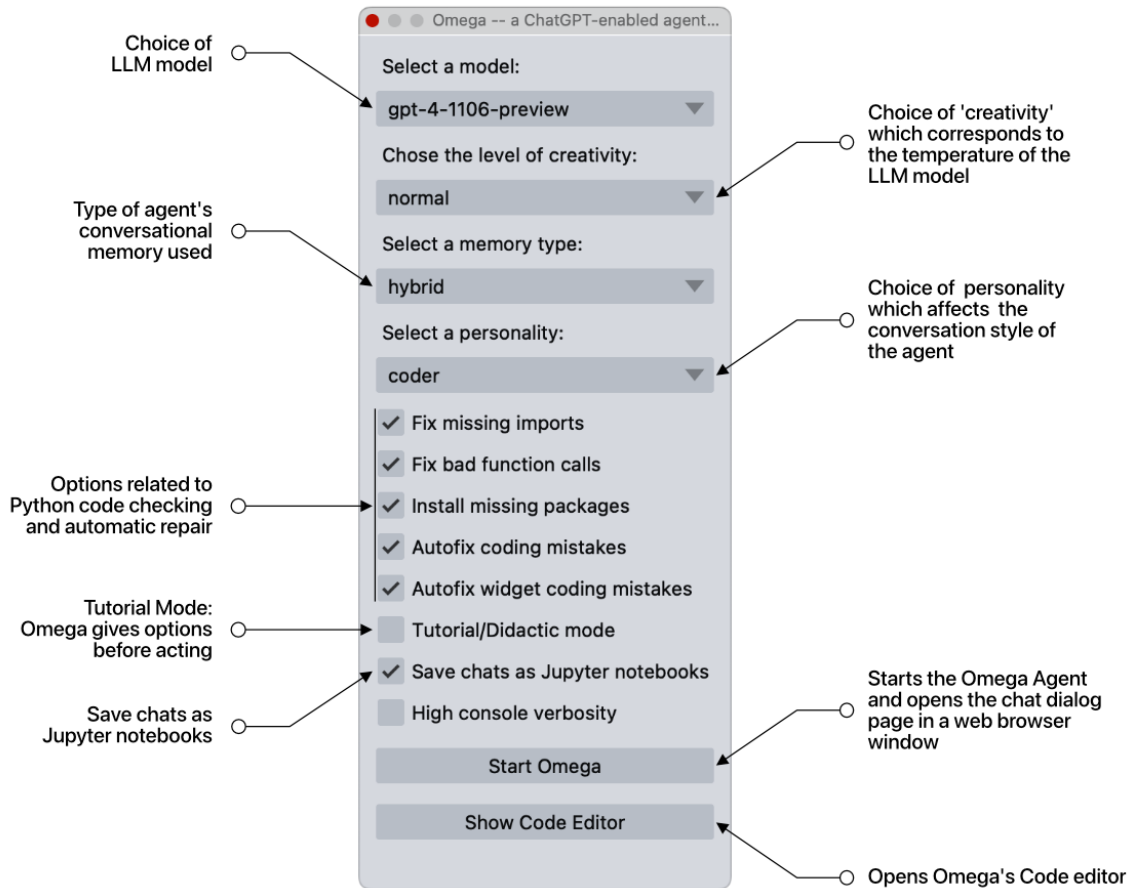 Omega -- a ChatGPT-enabled agent...
Choice of
LLM model
Select a model:
gpt-4-1106-preview
Choice of 'creativity'
which corresponds to
the temperature of the
LLM model
Chose the level of creativity:
normal
Type of agent's
conversational
memory used
Select a memory type:
hybrid
Choice of personality
which affects the
conversation style of
the agent
Select a personality:
coder
Options related to
Python code checking
and automatic repair
Fix missing imports
Fix bad function calls
Install missing packages
Autofix coding mistakes
Autofix widget coding mistakes
Tutorial Mode:
Omega gives options
before acting
Tutorial/Didactic mode
Save chats as Jupyter notebooks
Save chats as
Jupyter notebooks
High console verbosity
Starts the Omega Agent
and opens the chat dialog
page in a web browser
window
Start Omega
Show Code Editor
Opens Omega's Code editor